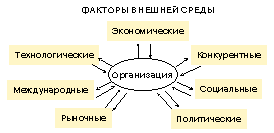 ФАКТОРЫ ВНЕШНЕЙ СРЕДЫ
Экономические
Технологические
Конкурентные
организация
Международные
Социальные
Рыночные
Политические